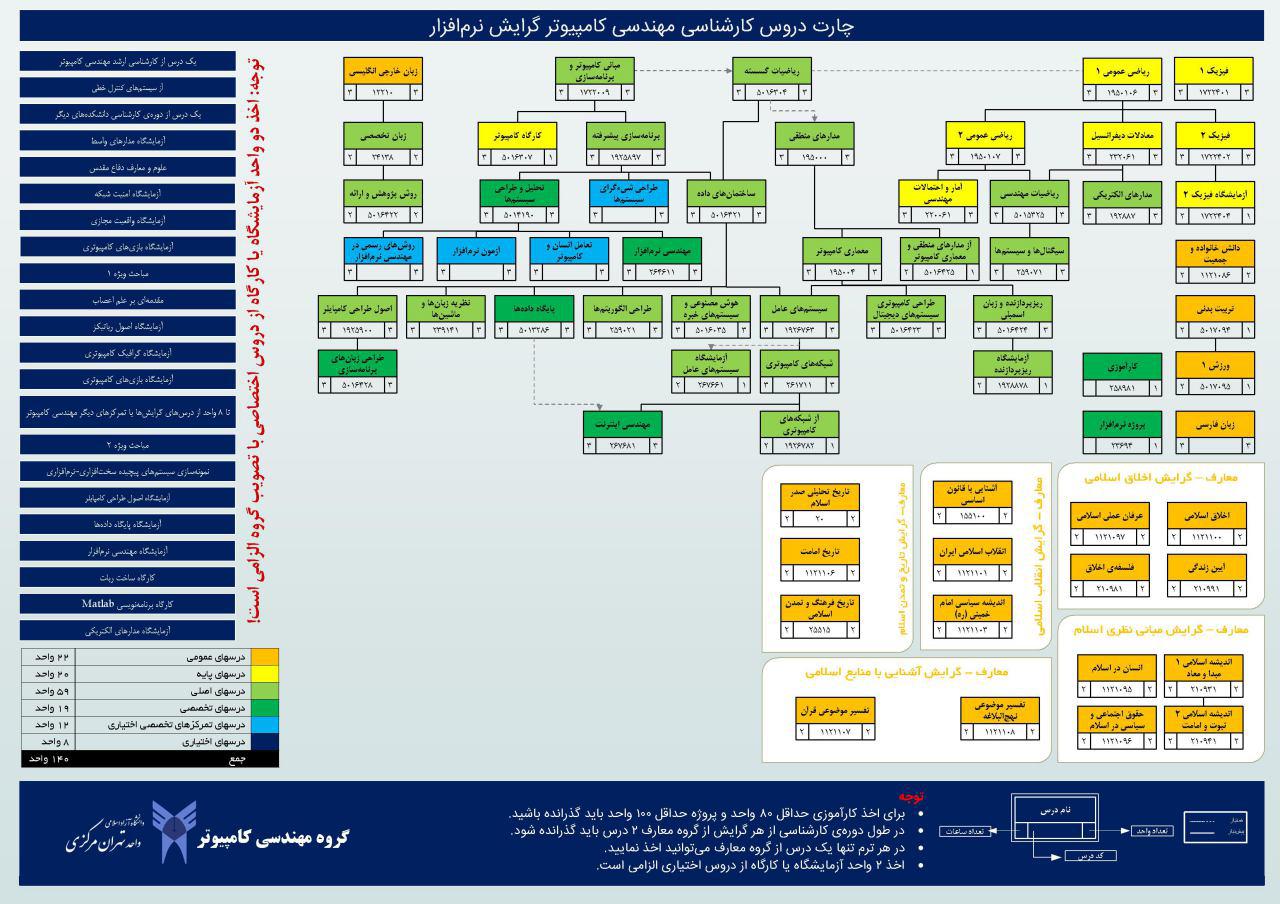 چارت دروس کارشناسی مهندسی کامپیوتر گرایش نرم‌افزار
فیزیک ۱
۳ ۱۷۲۲۴۰۱ ۳
ریاضی عمومی ۱
۳ ۱۹۵۰۱۰۶ ۳
ریاضیات گسسته
۳ ۵۰۱۶۳۰۴ ۳
مبانی کامپیوتر و
برنامه‌سازی
۳ ۱۷۲۲۰۰۹ ۳
زبان خارجی انگلیسی
۳ ۱۲۲۱۰ ۳
فیزیک ۲
۳ ۱۷۲۲۴۰۲ ۳
معادلات دیفرانسیل
۳ ۲۳۲۰۶۱ ۳
ریاضی عمومی ۲
۳ ۱۹۵۰۱۰۷ ۳
مدارهای منطقی
۳ ۱۹۵۰۰۰ ۳
برنامه‌سازی پیشرفته
۳ ۱۹۲۵۸۹۷ ۳
کارگاه کامپیوتر
۳ ۵۰۱۶۳۰۷ ۱
زبان تخصصی
۲ ۲۴۱۳۸ ۲
آزمایشگاه فیزیک ۲
۲ ۱۷۲۲۴۰۴ ۱
مدارهای الکتریکی
۳ ۱۹۲۸۸۷ ۳
ریاضیات مهندسی
۳ ۵۰۱۵۳۲۵ ۳
آمار و احتمالات
مهندسی
۳ ۲۲۰۰۶۱ ۳
ساختمان‌های داده
۳ ۵۰۱۶۳۲۱ ۳
طراحی شیءگرای
سیستم‌ها
۳ ۳
تحلیل و طراحی
سیستم‌ها
۳ ۵۰۱۴۱۹۰ ۳
روش پژوهش و ارائه
۲ ۵۰۱۶۴۲۲ ۲
دانش خانواده و
جمعیت
۲ ۱۱۲۱۰۸۶ ۲
سیگنال‌ها و سیستم‌ها
۳ ۲۵۹۰۷۱ ۳
آز مدارهای منطقی و
معماری کامپیوتر
۲ ۵۰۱۶۴۲۵ ۱
معماری کامپیوتر
۳ ۱۹۵۰۰۴ ۳
مهندسی نرم‌افزار
۳ ۲۶۴۶۱۱ ۳
تعامل انسان و
کامپیوتر
۳ ۳
آزمون نرم‌افزار
۳ ۳
روش‌های رسمی در
مهندسی نرم‌افزار
۳ ۳
تربیت بدنی
۲ ۵۰۱۷۰۹۴ ۱
ریزپردازنده و زبان
اسمبلی
۳ ۵۰۱۶۴۲۴ ۳
طراحی کامپیوتری
سیستم‌های دیجیتال
۳ ۵۰۱۶۴۲۳ ۳
سیستم‌های عامل
۳ ۱۹۲۶۷۶۳ ۳
هوش مصنوعی و
سیستم‌های خبره
۳ ۵۰۱۶۰۳۵ ۳
طراحی الگوریتم‌ها
۳ ۲۵۹۰۲۱ ۳
پایگاه داده‌ها
۳ ۵۰۱۳۲۸۶ ۳
نظریه زبان‌ها و
ماشین‌ها
۳ ۲۳۹۱۴۱ ۳
اصول طراحی کامپایلر
۳ ۱۹۲۵۹۰۰ ۳
ورزش ۱
۲ ۵۰۱۷۰۹۵ ۱
کارآموزی
۲۵۸۹۸۱ ۱
آزمایشگاه
ریزپردازنده
۲ ۱۹۲۸۸۷۸ ۱
شبکه‌های کامپیوتری
۳ ۲۶۱۷۱۱ ۳
آزمایشگاه
سیستم‌های عامل
۲ ۲۶۷۶۶۱ ۱
طراحی زبان‌های
برنامه‌سازی
۳ ۵۰۱۶۴۲۸ ۳
زبان فارسی
۳ ۳
پروژه نرم‌افزار
۲۳۶۹۴ ۱
آز شبکه‌های
کامپیوتری
۲ ۱۹۲۶۷۸۲ ۱
مهندسی اینترنت
۳ ۲۶۷۶۸۱ ۳
توجه: اخذ دو واحد آزمایشگاه یا کارگاه از دروس اختصاصی با تصویب گروه الزامی است!
یک درس از کارشناسی ارشد مهندسی کامپیوتر
آز سیستم‌های کنترل خطی
یک درس از دوره‌ی کارشناسی دانشکده‌های دیگر
آزمایشگاه مدارهای واسط
علوم و معارف دفاع مقدس
آزمایشگاه امنیت شبکه
آزمایشگاه واقعیت مجازی
آزمایشگاه بازی‌های کامپیوتری
مباحث ویژه ۱
مقدمه‌ای بر علم اعصاب
آزمایشگاه اصول رباتیکز
آزمایشگاه گرافیک کامپیوتری
آزمایشگاه بازی‌های کامپیوتری
تا ۸ واحد از درس‌های گرایش‌ها یا تمرکزهای دیگر مهندسی کامپیوتر
مباحث ویژه ۲
نمونه‌سازی سیستم‌های پیچیده سخت‌افزاری-نرم‌افزاری
آزمایشگاه اصول طراحی کامپایلر
آزمایشگاه پایگاه داده‌ها
آزمایشگاه مهندسی نرم‌افزار
کارگاه ساخت ربات
کارگاه برنامه‌نویسی Matlab
آزمایشگاه مدارهای الکتریکی
معارف – گرایش اخلاق اسلامی
اخلاق اسلامی
۲ ۱۱۲۱۱۰۰ ۲
عرفان عملی اسلامی
۲ ۱۱۲۱۰۹۷ ۲
آیین زندگی
۲ ۲۱۰۹۹۱ ۲
فلسفه‌ی اخلاق
۲ ۲۱۰۹۸۱ ۲
معارف – گرایش انقلاب اسلامی
آشنایی با قانون
اساسی
۲ ۱۵۵۱۰۰ ۲
انقلاب اسلامی ایران
۲ ۱۱۲۱۱۰۱ ۲
اندیشه سیاسی امام
خمینی (ره)
۲ ۱۱۲۱۱۰۳ ۲
معارف – گرایش تاریخ و تمدن اسلام
تاریخ تحلیلی صدر
اسلام
۲ ۲۰ ۲
تاریخ امامت
۲ ۱۱۲۱۱۰۶ ۲
تاریخ فرهنگ و تمدن
اسلامی
۲ ۲۵۵۱۵ ۲
معارف – گرایش مبانی نظری اسلام
اندیشه اسلامی ۱
مبدا و معاد
۲ ۲۱۰۹۳۱ ۲
انسان در اسلام
۲ ۱۱۲۱۰۹۵ ۲
اندیشه اسلامی ۲
نبوت و امامت
۲ ۲۱۰۹۴۱ ۲
حقوق اجتماعی و
سیاسی در اسلام
۲ ۱۱۲۱۰۹۶ ۲
معارف – گرایش آشنایی با منابع اسلامی
تفسیر موضوعی
نهج‌البلاغه
۲ ۱۱۲۱۱۰۸ ۲
تفسیر موضوعی قرآن
۲ ۱۱۲۱۱۰۷ ۲
درسهای عمومی ۲۲ واحد
درسهای پایه ۲۰ واحد
درسهای اصلی ۵۹ واحد
درسهای تخصصی ۱۹ واحد
درسهای تمرکزهای تخصصی اختیاری ۱۲ واحد
درسهای اختیاری ۸ واحد
جمع ۱۴۰ واحد
همنیاز
پیش‌نیاز
نام درس
تعداد واحد
تعداد ساعات
کد درس
توجه
• برای اخذ کارآموزی حداقل ۸۰ واحد و پروژه حداقل ۱۰۰ واحد باید گذرانده باشید.
• در طول دوره‌ی کارشناسی از هر گرایش از گروه معارف ۲ درس باید گذرانده شود.
• در هر ترم تنها یک درس از گروه معارف می‌توانید اخذ نمایید.
• اخذ ۲ واحد آزمایشگاه یا کارگاه از دروس اختیاری الزامی است.
گروه مهندسی کامپیوتر
دانشگاه آزاد اسلامی
واحد تهران مرکزی